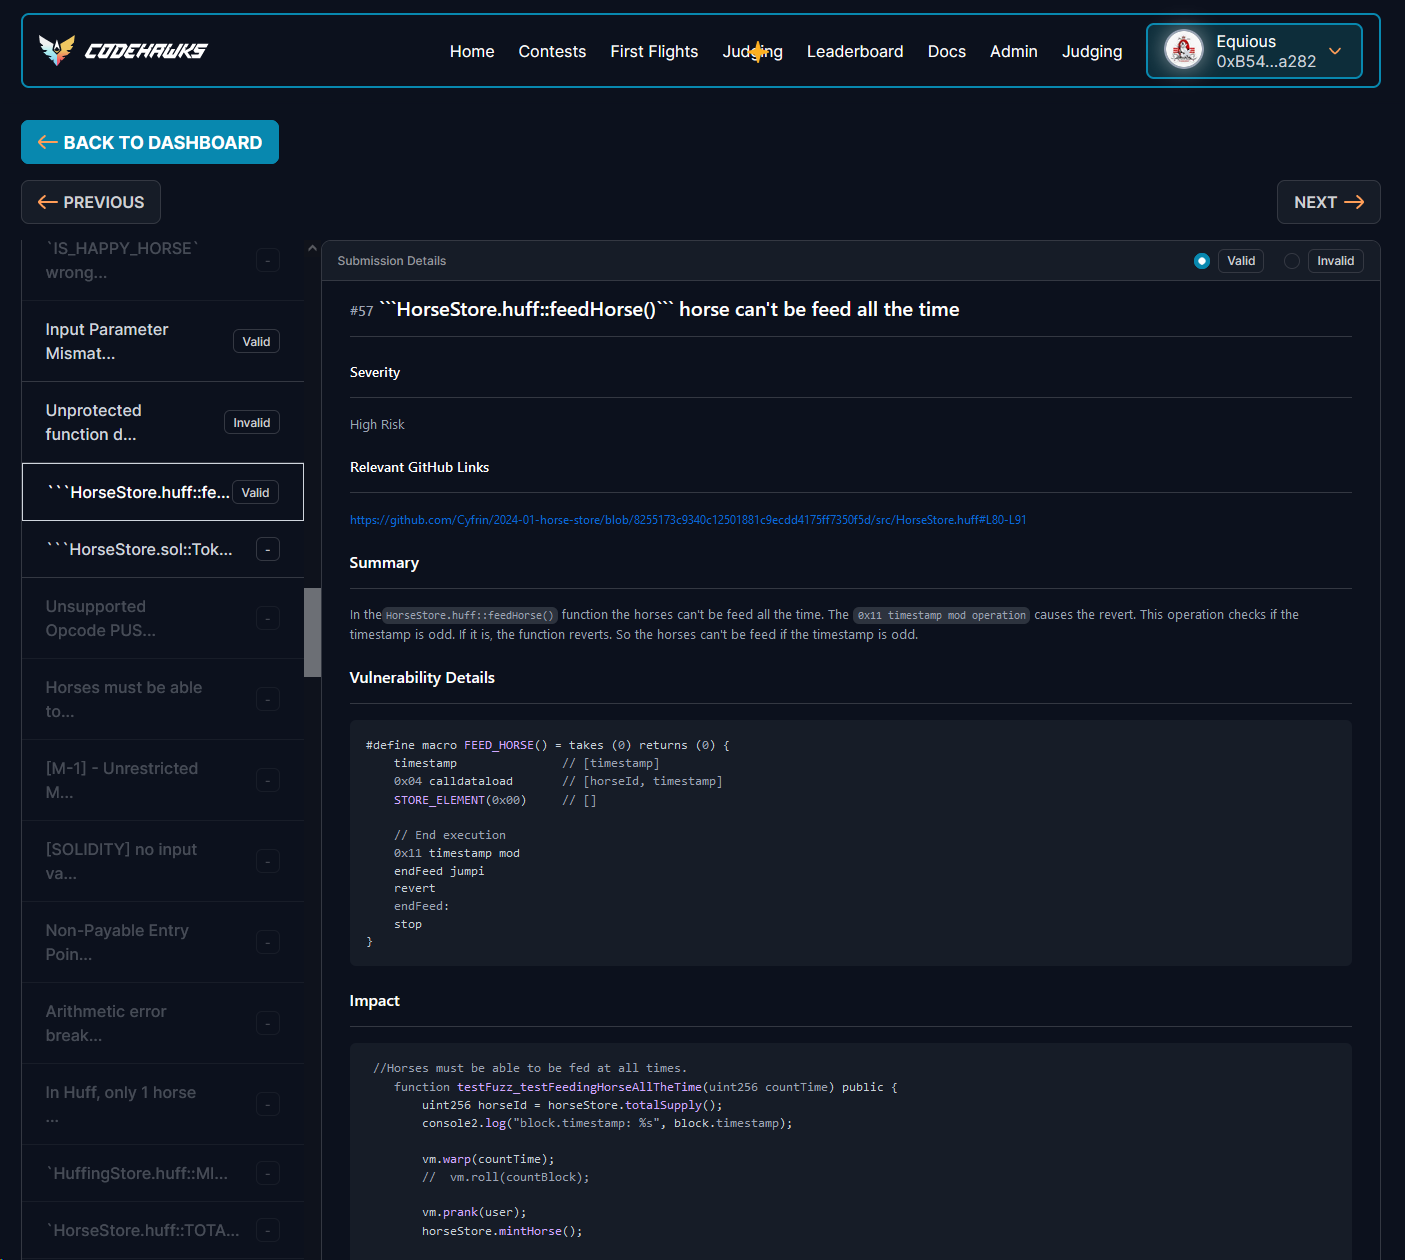 CODEHAWKS
Home Contests First Flights Judging Leaderboard Docs Admin Judging
Equious
0xB54...a282
BACK TO DASHBOARD
PREVIOUS
NEXT
`IS_HAPPY_HORSE`
wrong...
-
Input Parameter
Mismat...
Valid
Unprotected
function d...
Invalid
```HorseStore.huff::fe...
Valid
```HorseStore.sol::Tok...
-
Unsupported
Opcode PUS...
-
Horses must be able
to...
-
[M-1] - Unrestricted
M...
-
[SOLIDITY] no input
va...
-
Non-Payable Entry
Poin...
-
Arithmetic error
break...
-
In Huff, only 1 horse
...
-
`HuffingStore.huff::MI...
-
`HorseStore.huff::TOTA...
-
Submission Details
Valid
Invalid
#57 ```HorseStore.huff::feedHorse()``` horse can't be feed all the time
Severity
High Risk
Relevant GitHub Links
https://github.com/Cyfrin/2024-01-horse-store/blob/8255173c9340c12501881c9ecdd4175ff7350f5d/src/HorseStore.huff#L80-L91
Summary
In the HorseStore.huff::feedHorse() function the horses can't be feed all the time. The 0x11 timestamp mod operation causes the revert. This operation checks if the
timestamp is odd. If it is, the function reverts. So the horses can't be feed if the timestamp is odd.
Vulnerability Details
#define macro FEED_HORSE() = takes (0) returns (0) {
timestamp // [timestamp]
0x04 calldataload // [horseId, timestamp]
STORE_ELEMENT(0x00) // []
// End execution
0x11 timestamp mod
endFeed jumpi
revert
endFeed:
stop
}
Impact
//Horses must be able to be fed at all times.
function testFuzz_testFeedingHorseAllTheTime(uint256 countTime) public {
uint256 horseId = horseStore.totalSupply();
console2.log("block.timestamp: %s", block.timestamp);
vm.warp(countTime);
// vm.roll(countBlock);
vm.prank(user);
horseStore.mintHorse();